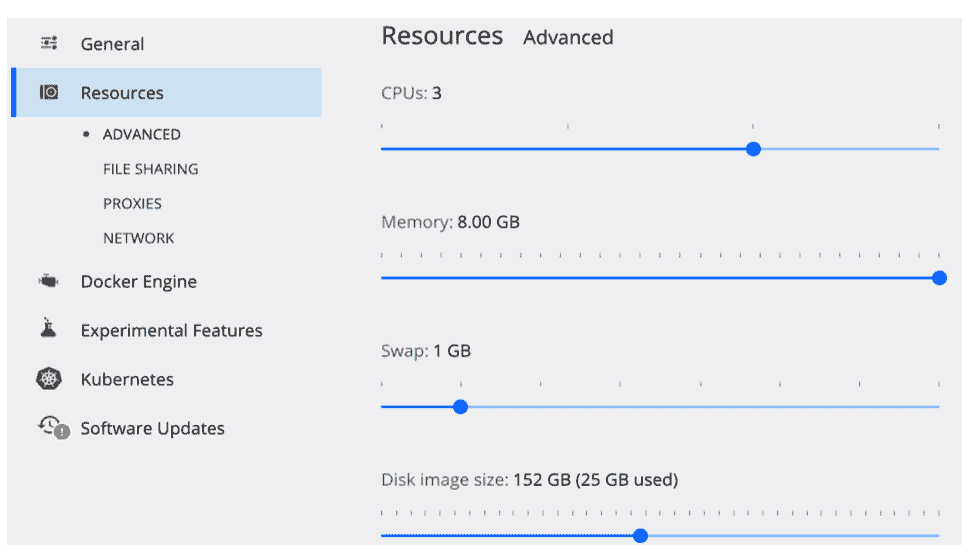 General
Resources
ADVANCED
FILE SHARING
PROXIES
NETWORK
Docker Engine
Experimental Features
Kubernetes
Software Updates
Resources Advanced
CPUs: 3
Memory: 8.00 GB
Swap: 1 GB
Disk image size: 152 GB (25 GB used)